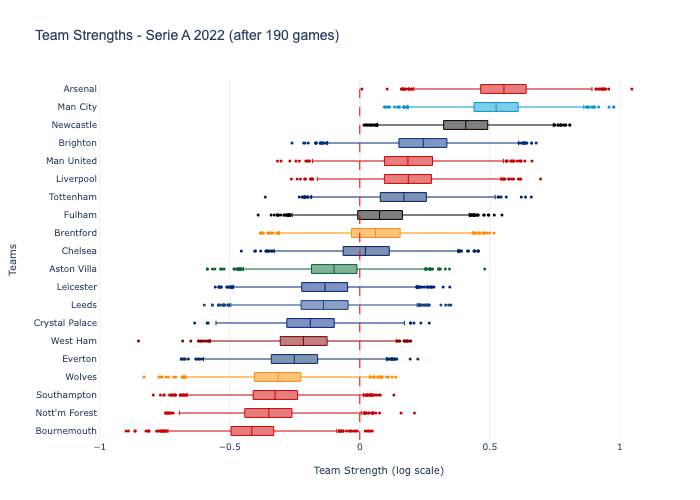 Team Strengths - Serie A 2022 (after 190 games)
Arsenal
Man City
Newcastle
Brighton
Man United
Liverpool
Tottenham
Fulham
Brentford
Chelsea
Aston Villa
Leicester
Leeds
Crystal Palace
West Ham
Everton
Wolves
Southampton
Nott'm Forest
Bournemouth
Teams
−1 −0.5 0 0.5 1
Team Strength (log scale)